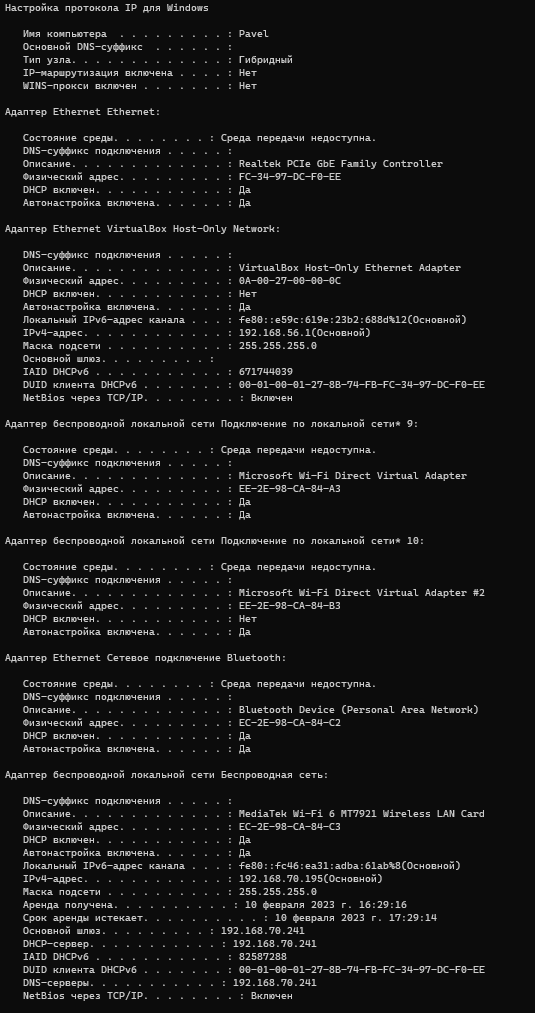 Настройка протокола IP для Windows
Имя компьютера  . . . . . . . . . : Pavel
Основной DNS-суффикс  . . . . . . :
Тип узла. . . . . . . . . . . . . : Гибридный
IP-маршрутизация включена . . . . : Нет
WINS-прокси включен . . . . . . . : Нет
Адаптер Ethernet Ethernet:
Состояние среды. . . . . . . . : Среда передачи недоступна.
DNS-суффикс подключения . . . . . :
Описание. . . . . . . . . . . . . : Realtek PCIe GbE Family Controller
Физический адрес. . . . . . . . . : FC-34-97-DC-F0-EE
DHCP включен. . . . . . . . . . . : Да
Автонастройка включена. . . . . . : Да
Адаптер Ethernet VirtualBox Host-Only Network:
DNS-суффикс подключения . . . . . :
Описание. . . . . . . . . . . . . : VirtualBox Host-Only Ethernet Adapter
Физический адрес. . . . . . . . . : 0A-00-27-00-00-0C
DHCP включен. . . . . . . . . . . : Нет
Автонастройка включена. . . . . . : Да
Локальный IPv6-адрес канала . . . : fe80::e59c:619e:23b2:688d%12(Основной)
IPv4-адрес. . . . . . . . . . . . : 192.168.56.1(Основной)
Маска подсети . . . . . . . . . . : 255.255.255.0
Основной шлюз. . . . . . . . . :
IAID DHCPv6 . . . . . . . . . . . : 671744039
DUID клиента DHCPv6 . . . . . . . : 00-01-00-01-27-8B-74-FB-FC-34-97-DC-F0-EE
NetBios через TCP/IP. . . . . . . . : Включен
Адаптер беспроводной локальной сети Подключение по локальной сети* 9:
Состояние среды. . . . . . . . : Среда передачи недоступна.
DNS-суффикс подключения . . . . . :
Описание. . . . . . . . . . . . . : Microsoft Wi-Fi Direct Virtual Adapter
Физический адрес. . . . . . . . . : EE-2E-98-CA-84-A3
DHCP включен. . . . . . . . . . . : Да
Автонастройка включена. . . . . . : Да
Адаптер беспроводной локальной сети Подключение по локальной сети* 10:
Состояние среды. . . . . . . . : Среда передачи недоступна.
DNS-суффикс подключения . . . . . :
Описание. . . . . . . . . . . . . : Microsoft Wi-Fi Direct Virtual Adapter #2
Физический адрес. . . . . . . . . : EE-2E-98-CA-84-B3
DHCP включен. . . . . . . . . . . : Нет
Автонастройка включена. . . . . . : Да
Адаптер Ethernet Сетевое подключение Bluetooth:
Состояние среды. . . . . . . . : Среда передачи недоступна.
DNS-суффикс подключения . . . . . :
Описание. . . . . . . . . . . . . : Bluetooth Device (Personal Area Network)
Физический адрес. . . . . . . . . : EC-2E-98-CA-84-C2
DHCP включен. . . . . . . . . . . : Да
Автонастройка включена. . . . . . : Да
Адаптер беспроводной локальной сети Беспроводная сеть:
DNS-суффикс подключения . . . . . :
Описание. . . . . . . . . . . . . : MediaTek Wi-Fi 6 MT7921 Wireless LAN Card
Физический адрес. . . . . . . . . : EC-2E-98-CA-84-C3
DHCP включен. . . . . . . . . . . : Да
Автонастройка включена. . . . . . : Да
Локальный IPv6-адрес канала . . . : fe80::fc46:ea31:adba:61ab%8(Основной)
IPv4-адрес. . . . . . . . . . . . : 192.168.70.195(Основной)
Маска подсети . . . . . . . . . . : 255.255.255.0
Аренда получена. . . . . . . . . . : 10 февраля 2023 г. 16:29:16
Срок аренды истекает. . . . . . . . . . : 10 февраля 2023 г. 17:29:14
Основной шлюз. . . . . . . . . : 192.168.70.241
DHCP-сервер. . . . . . . . . . . : 192.168.70.241
IAID DHCPv6 . . . . . . . . . . . : 82587288
DUID клиента DHCPv6 . . . . . . . : 00-01-00-01-27-8B-74-FB-FC-34-97-DC-F0-EE
DNS-серверы. . . . . . . . . . . : 192.168.70.241
NetBios через TCP/IP. . . . . . . . : Включен